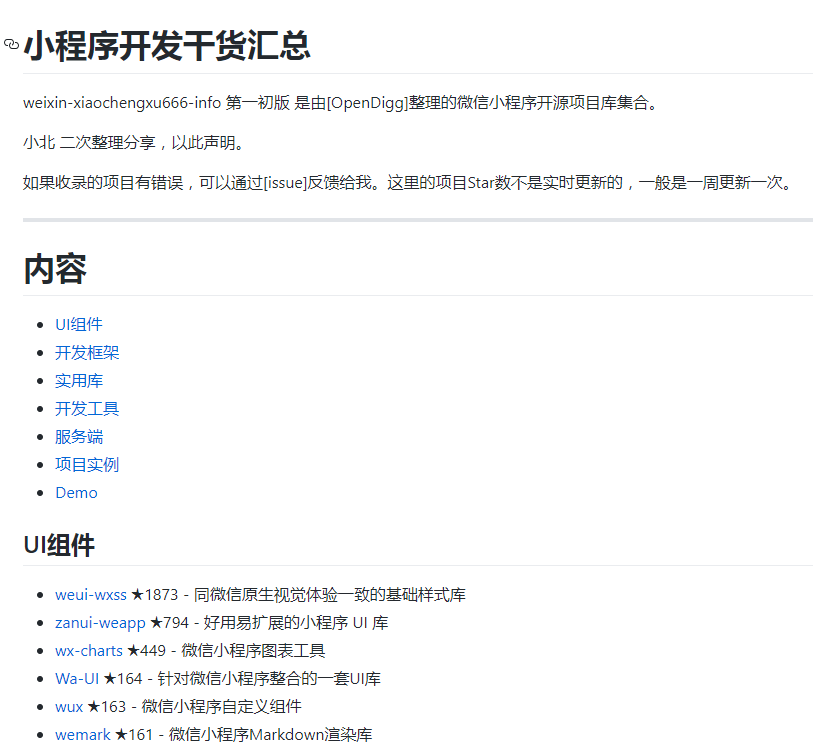 小程序开发干货汇总
weixin-xiaochengxu666-info 第一初版 是由[OpenDigg]整理的微信小程序开源项目库集合。
小北 二次整理分享，以此声明。
如果收录的项目有错误，可以通过[issue]反馈给我。这里的项目Star数不是实时更新的，一般是一周更新一次。
内容
UI组件
开发框架
实用库
开发工具
服务端
项目实例
Demo
UI组件
weui-wxss ★1873 - 同微信原生视觉体验一致的基础样式库
zanui-weapp ★794 - 好用易扩展的小程序 UI 库
wx-charts ★449 - 微信小程序图表工具
Wa-UI ★164 - 针对微信小程序整合的一套UI库
wux ★163 - 微信小程序自定义组件
wemark ★161 - 微信小程序Markdown渲染库